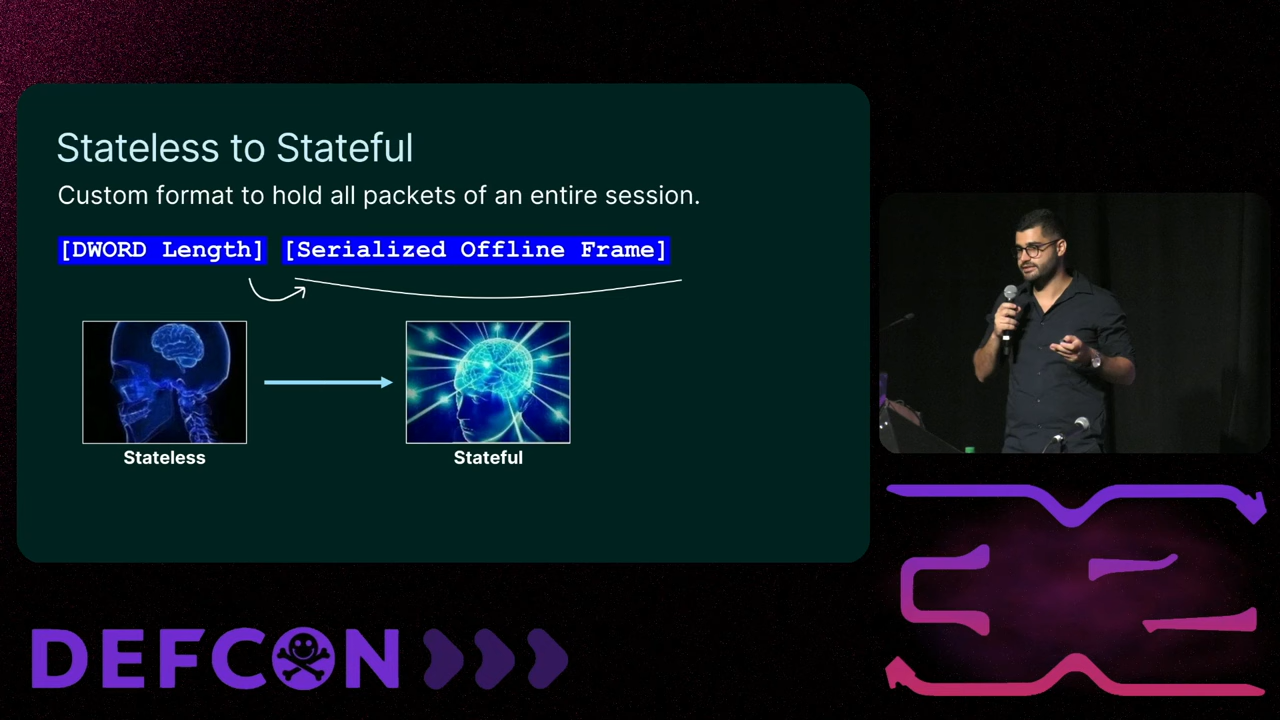 Stateless to Stateful
Custom format to hold all packets of an entire session.
[DWORD Length] [Serialized Offline Frame]
Stateless
Stateful
DEFCON
32